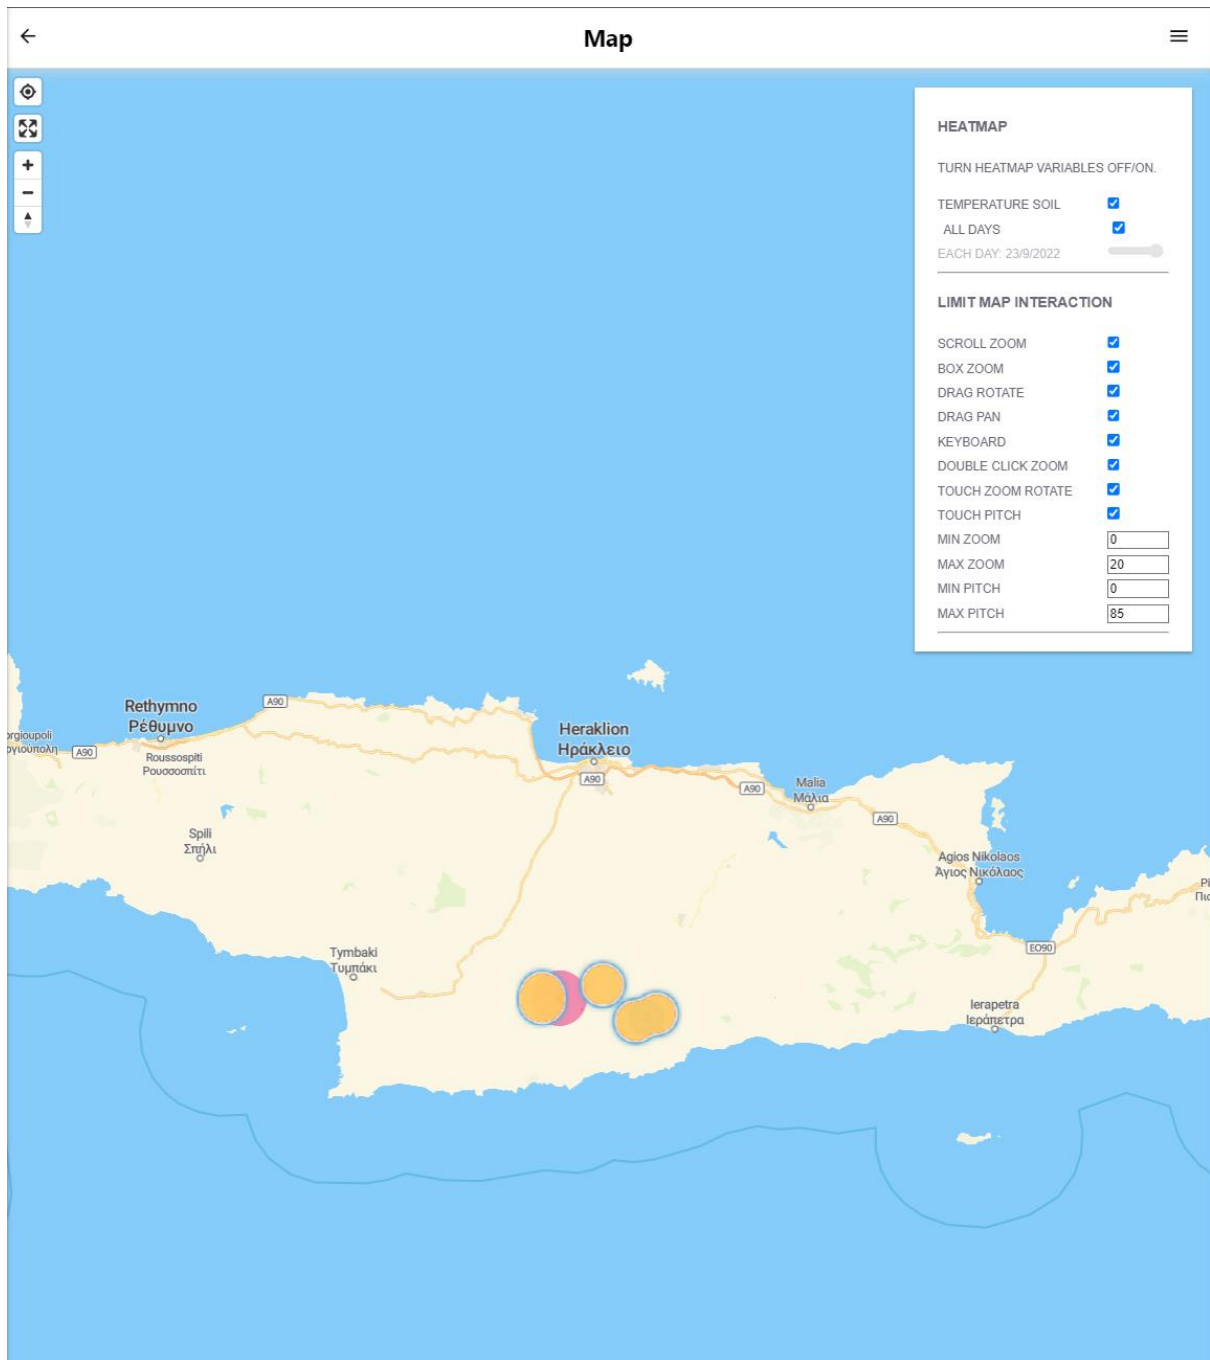 Map
HEATMAP
TURN HEATMAP VARIABLES OFF/ON.
TEMPERATURE SOIL
ALL DAYS
EACH DAY: 23/9/2022
LIMIT MAP INTERACTION
SCROLL ZOOM
BOX ZOOM
DRAG ROTATE
DRAG PAN
KEYBOARD
DOUBLE CLICK ZOOM
TOUCH ZOOM ROTATE
TOUCH PITCH
MIN ZOOM 0
MAX ZOOM 20
MIN PITCH 0
MAX PITCH 85
Rethymno
Ρέθυμνο
A90
rgioupoli
ργιούπολη
A90
Roussospiti
Ρουσσοσπίτι
Heraklion
Ηράκλειο
A90
A90
Malia
Μάλια
A90
Spili
Σπήλι
Agios Nikolaos
Άγιος Νικόλαος
Tymbaki
Τυμπάκι
EO90
Ierapetra
Ιεράπετρα